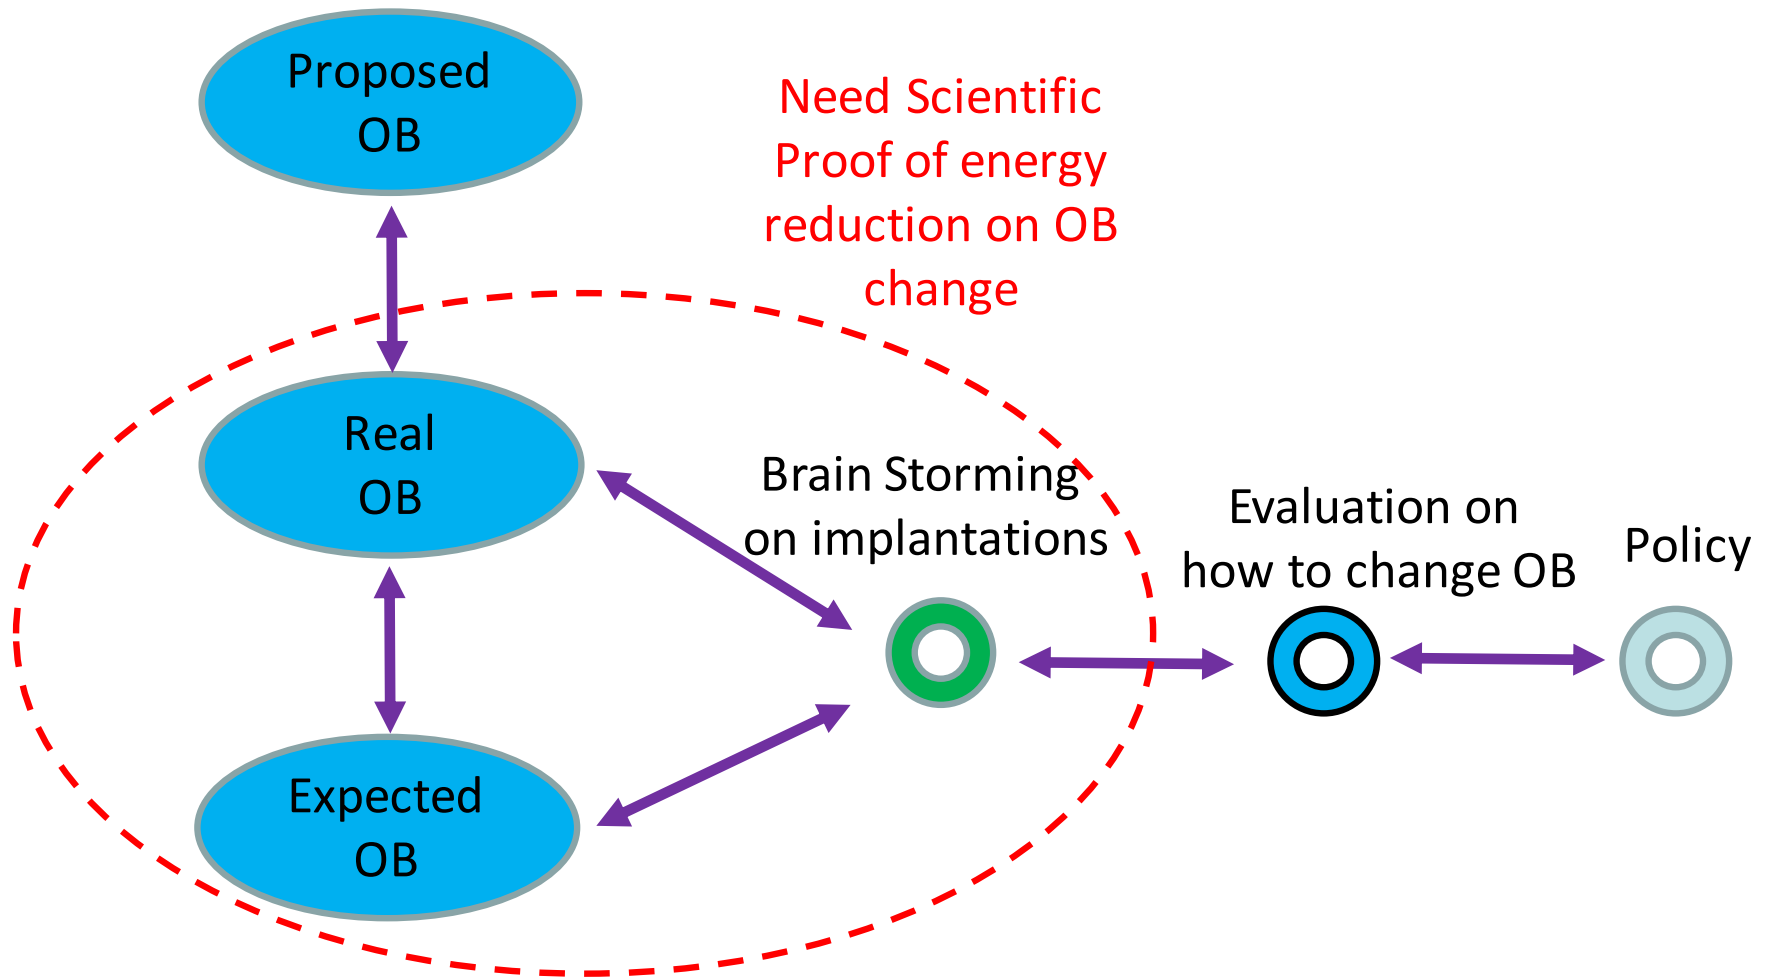 Proposed
OB
Need Scientific
Proof of energy
reduction on OB
change
Real
OB
Brain Storming
on implantations
Evaluation on
how to change OB
Policy
Expected
OB